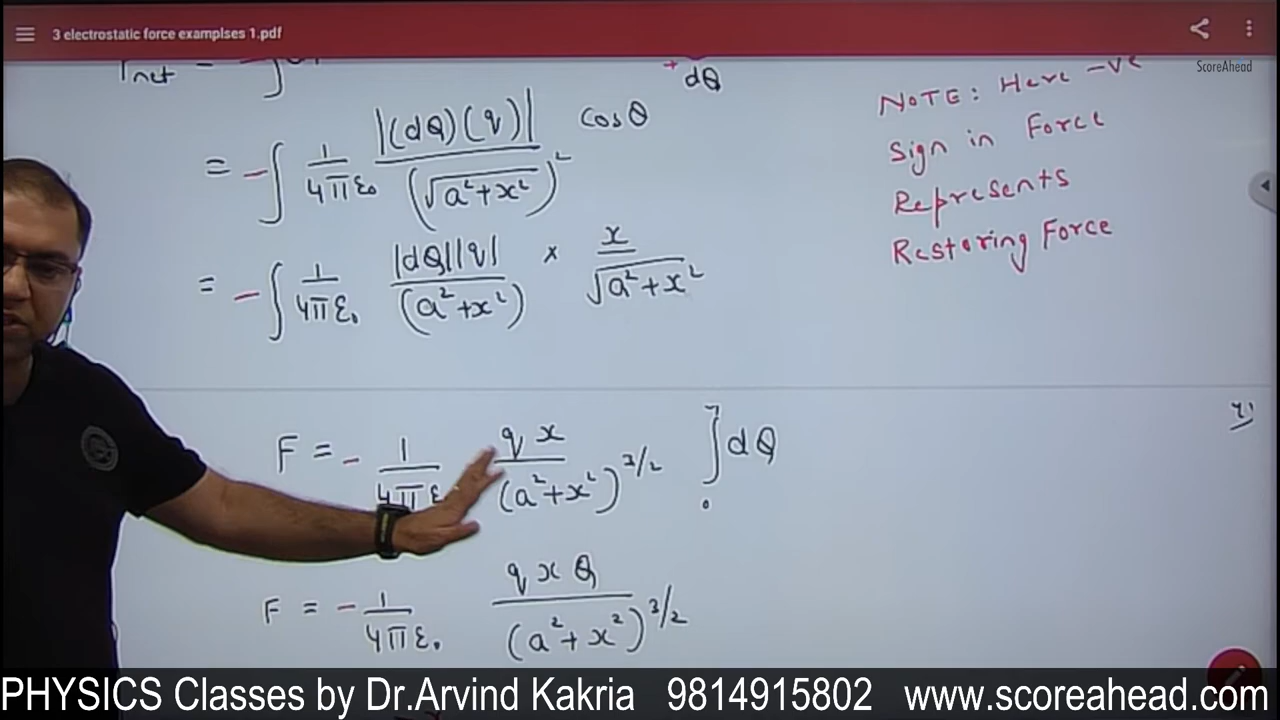 3 electrostatic force examplses 1.pdf
ScoreAhead
dQ
NOTE: Here -ve
Sign in Force
Represents
Restoring Force
= -∫ 1/4πε₀ |(dQ)(q)|/(√a²+x²)² cosθ
= -∫ 1/4πε₀ |dQ||q|/(a²+x²) × x/√a²+x²
F = - 1/4πε qx/(a²+x²)^3/2 ∫₀ dQ
F = - 1/4πε₀ qxQ/(a²+x²)^3/2
PHYSICS Classes by Dr.Arvind Kakria 9814915802 www.scoreahead.com